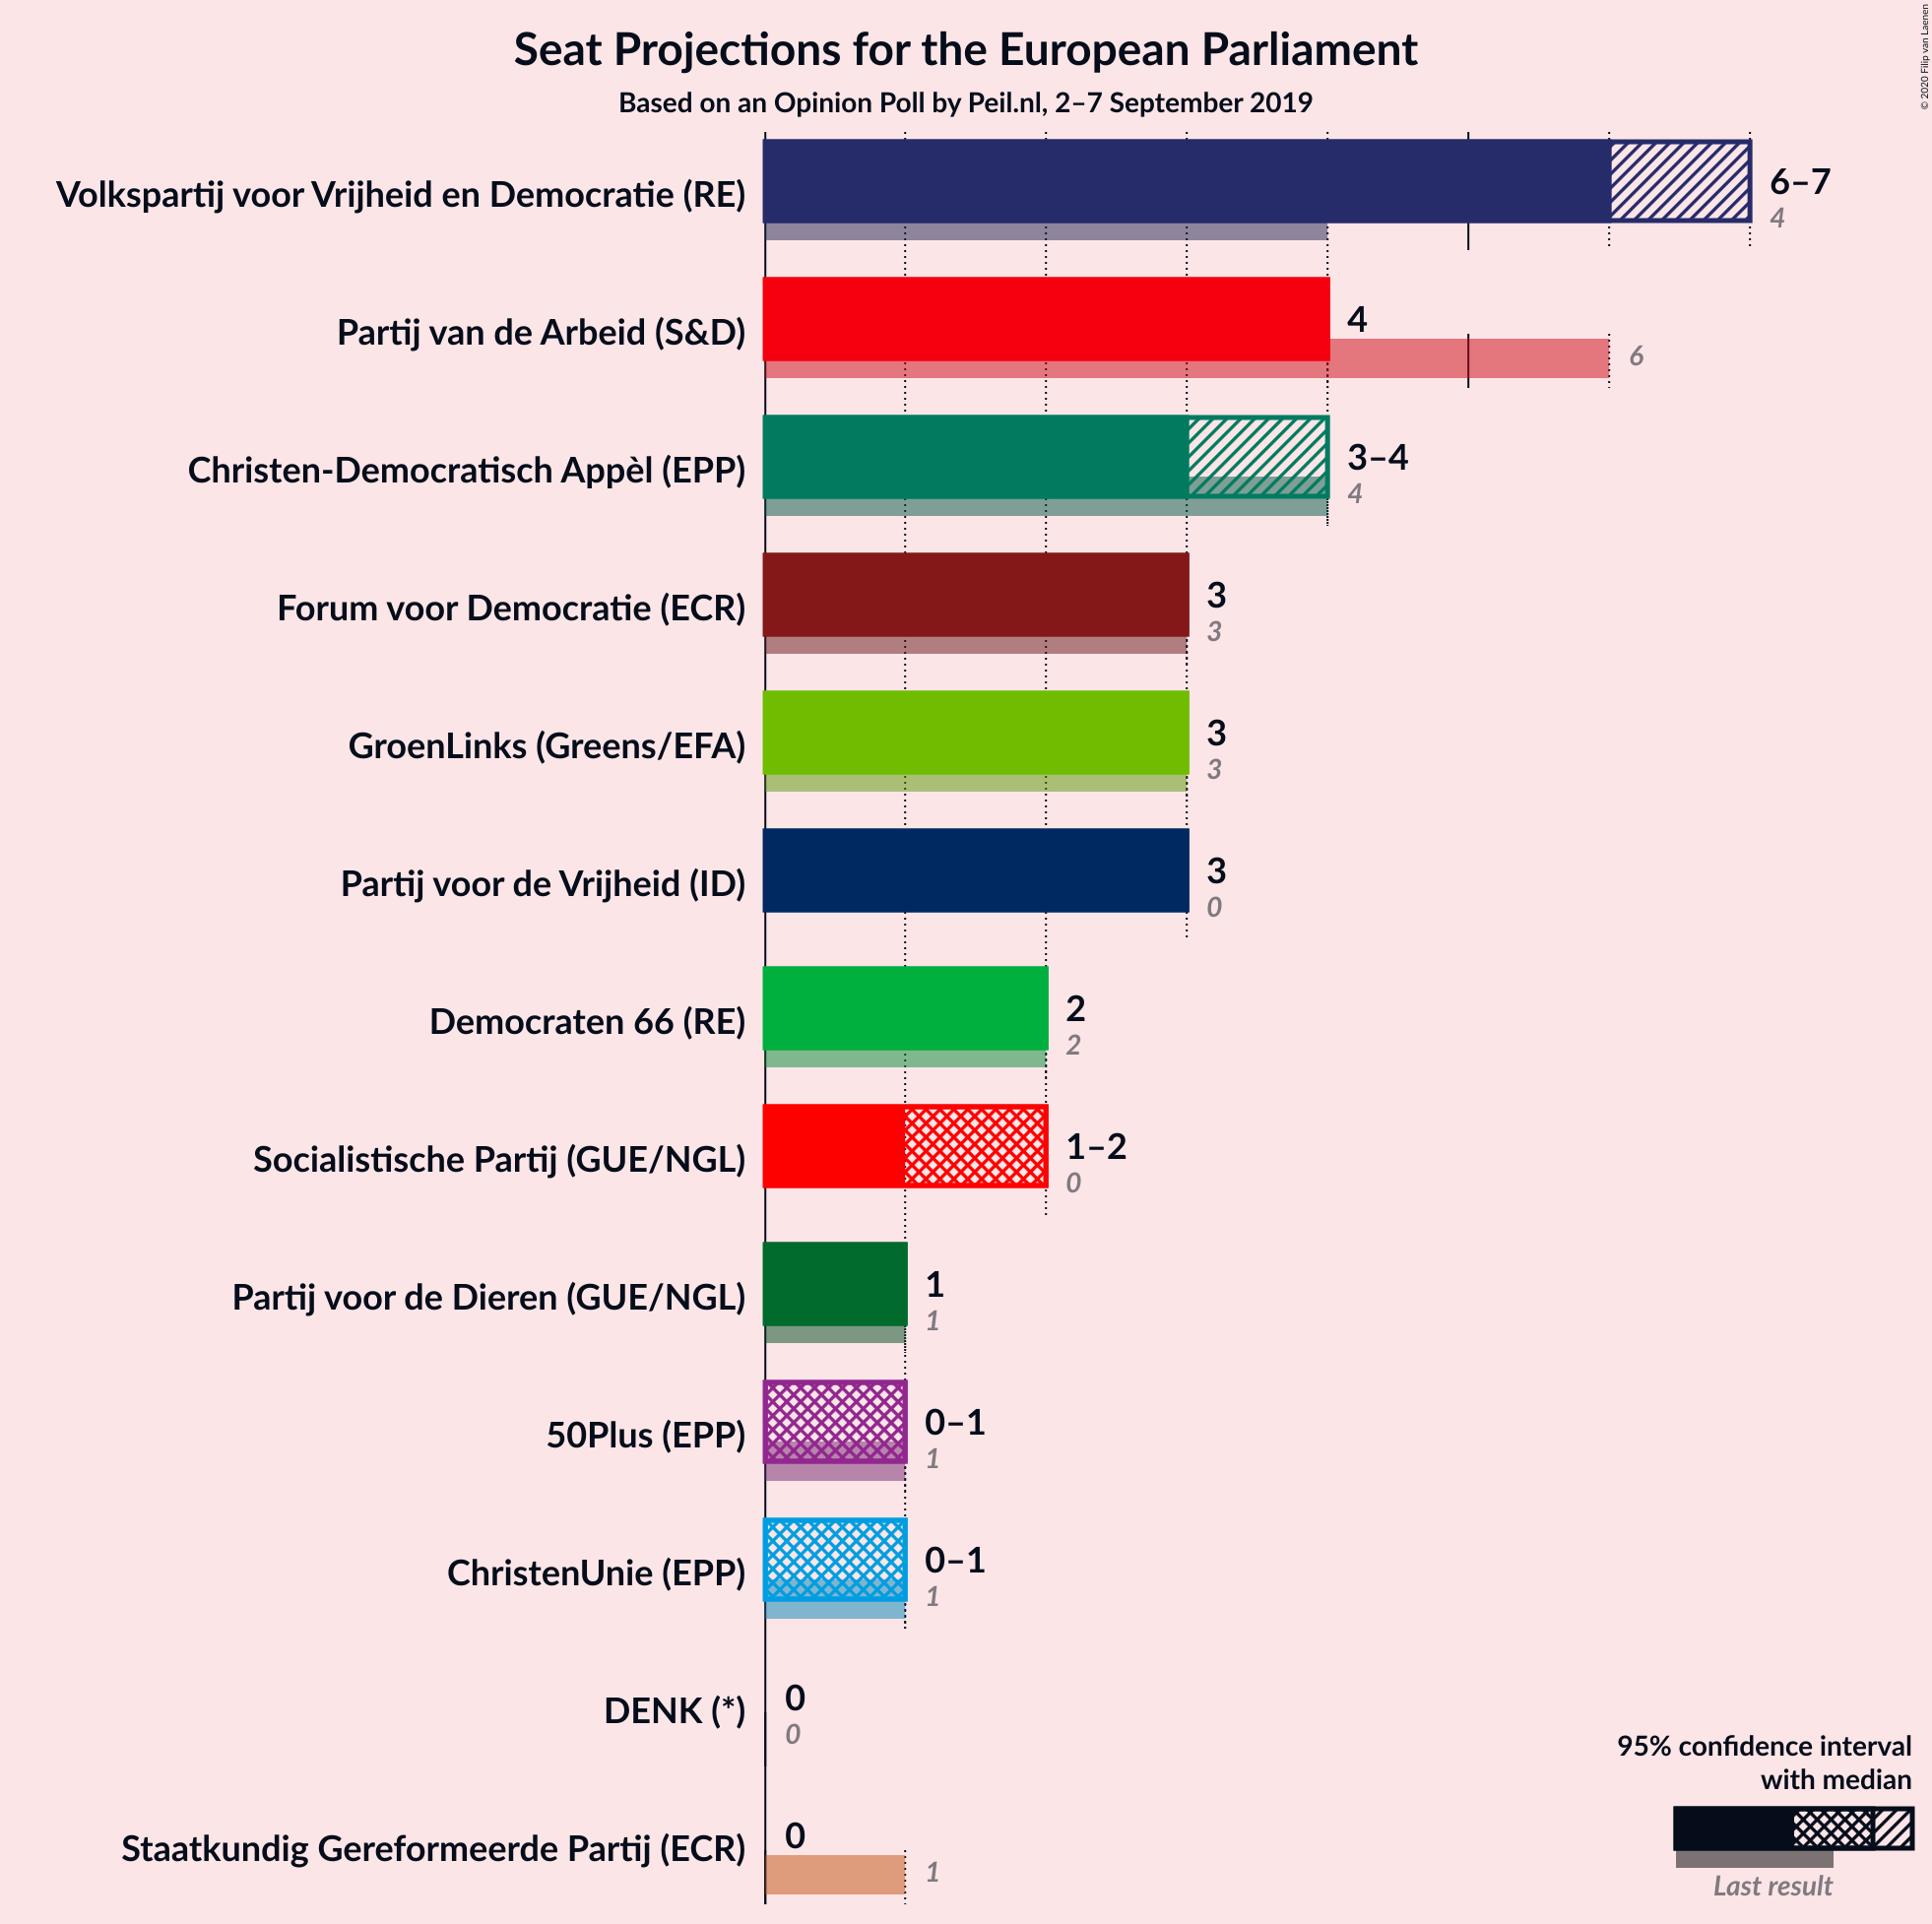 Seat Projections for the European Parliament
Based on an Opinion Poll by Peil.nl, 2–7 September 2019
© 2020 Filip van Laenen
Volkspartij voor Vrijheid en Democratie (RE)
6–7
4
Partij van de Arbeid (S&D)
4
6
Christen-Democratisch Appèl (EPP)
3–4
4
Forum voor Democratie (ECR)
3
3
GroenLinks (Greens/EFA)
3
3
Partij voor de Vrijheid (ID)
3
0
Democraten 66 (RE)
2
2
Socialistische Partij (GUE/NGL)
1–2
0
Partij voor de Dieren (GUE/NGL)
1
1
50Plus (EPP)
0–1
1
ChristenUnie (EPP)
0–1
1
DENK (*)
0
0
Staatkundig Gereformeerde Partij (ECR)
0
1
95% confidence interval
with median
Last result